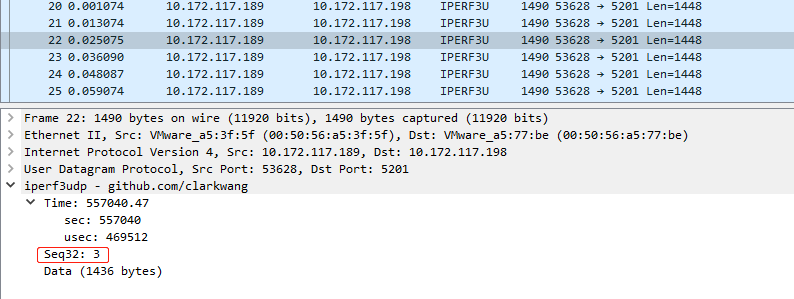 20 0.001074 10.172.117.189 10.172.117.198 IPERF3U 1490 53628 → 5201 Len=1448
21 0.013074 10.172.117.189 10.172.117.198 IPERF3U 1490 53628 → 5201 Len=1448
22 0.025075 10.172.117.189 10.172.117.198 IPERF3U 1490 53628 → 5201 Len=1448
23 0.036090 10.172.117.189 10.172.117.198 IPERF3U 1490 53628 → 5201 Len=1448
24 0.048087 10.172.117.189 10.172.117.198 IPERF3U 1490 53628 → 5201 Len=1448
25 0.059074 10.172.117.189 10.172.117.198 IPERF3U 1490 53628 → 5201 Len=1448
Frame 22: 1490 bytes on wire (11920 bits), 1490 bytes captured (11920 bits)
Ethernet II, Src: VMware_a5:3f:5f (00:50:56:a5:3f:5f), Dst: VMware_a5:77:be (00:50:56:a5:77:be)
Internet Protocol Version 4, Src: 10.172.117.189, Dst: 10.172.117.198
User Datagram Protocol, Src Port: 53628, Dst Port: 5201
iperf3udp - github.com/clarkwang
Time: 557040.47
sec: 557040
usec: 469512
Seq32: 3
Data (1436 bytes)